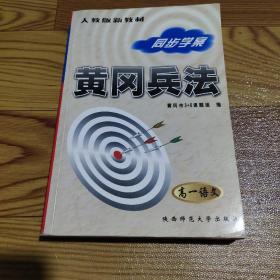 人教版新教材
同步学案
黄冈兵法
黄冈市3+X课题组 编
高一语文
陕西师范大学出版社